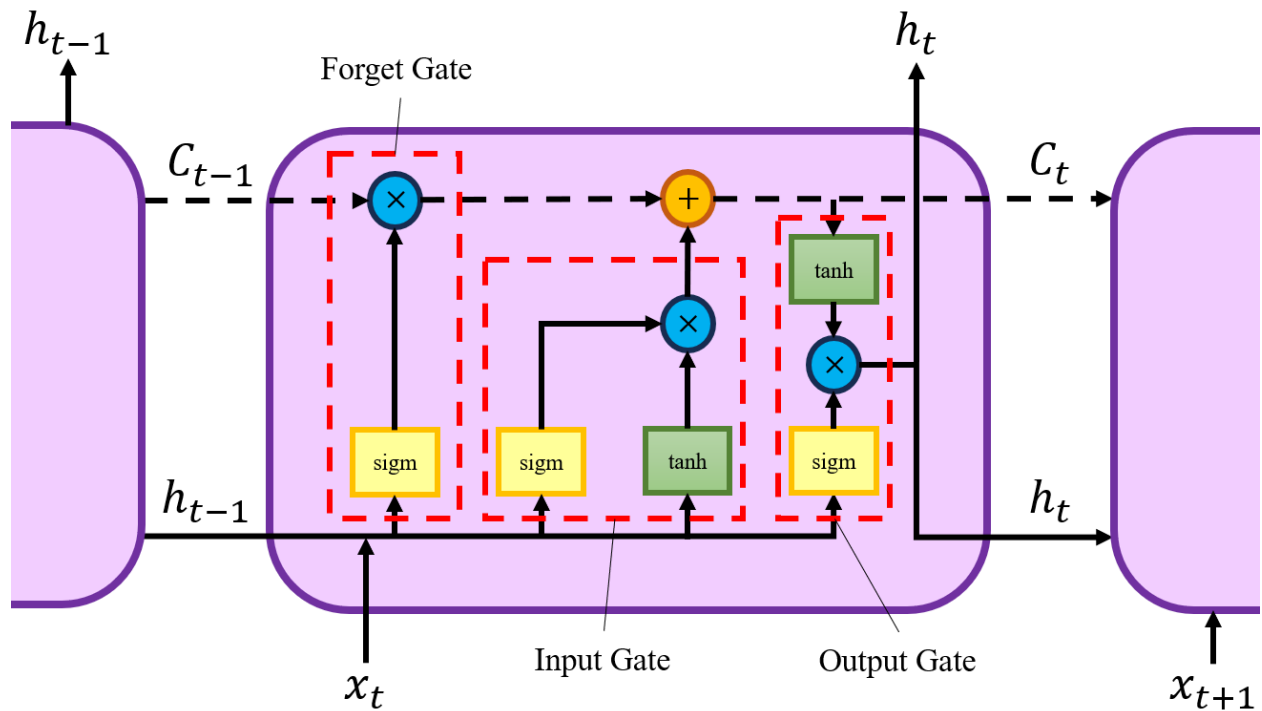 h_{t-1}
h_t
Forget Gate
C_{t-1}
C_t
×
+
tanh
×
×
sigm
sigm
tanh
sigm
h_{t-1}
h_t
Input Gate
Output Gate
x_t
x_{t+1}